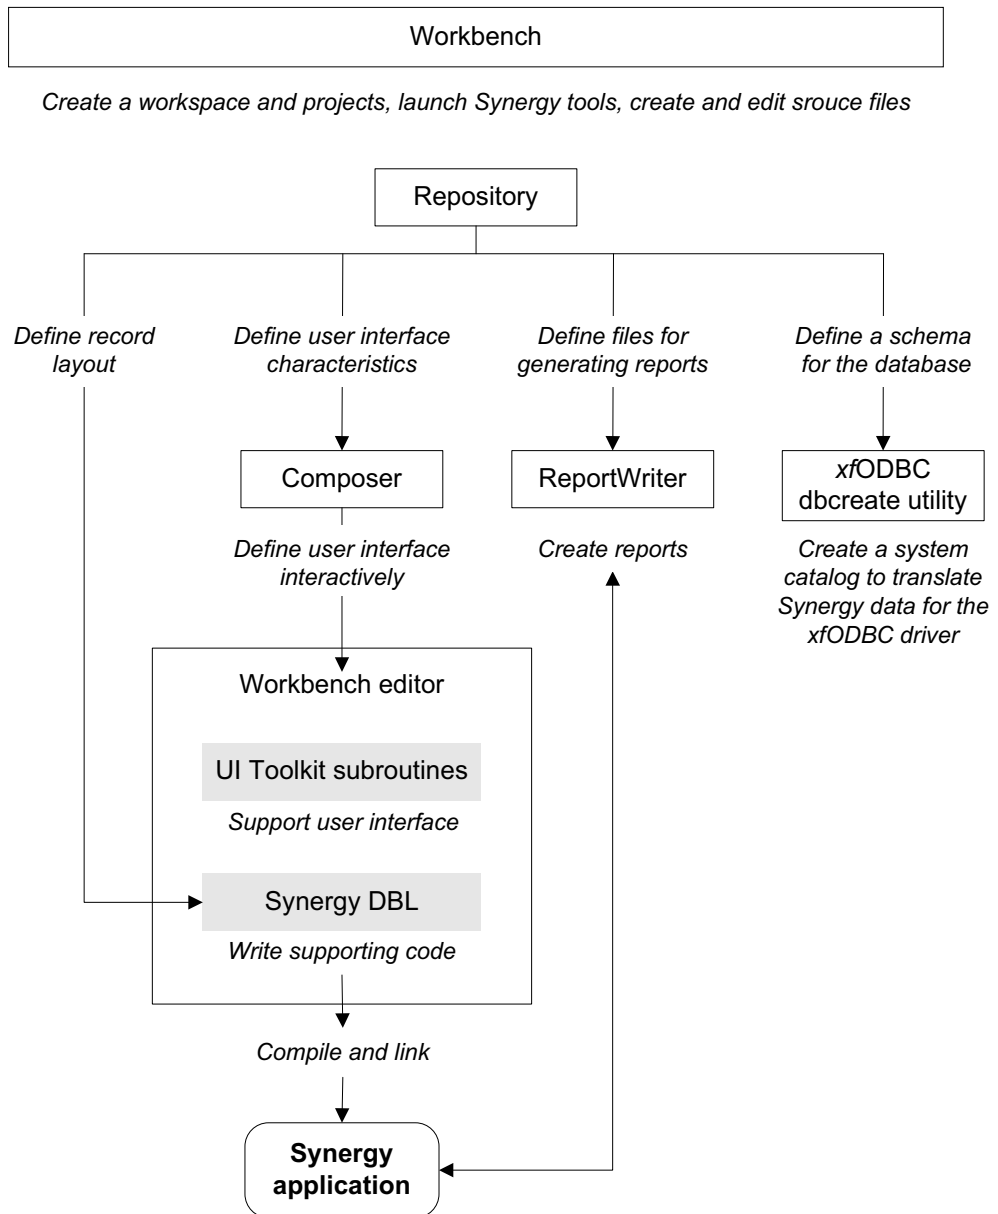 Workbench
Create a workspace and projects, launch Synergy tools, create and edit srouce files
Repository
Define record
layout
Define user interface
characteristics
Define files for
generating reports
Define a schema
for the database
Composer
ReportWriter
xfODBC
dbcreate utility
Define user interface
interactively
Create reports
Create a system
catalog to translate
Synergy data for the
xfODBC driver
Workbench editor
UI Toolkit subroutines
Support user interface
Synergy DBL
Write supporting code
Compile and link
Synergy
application